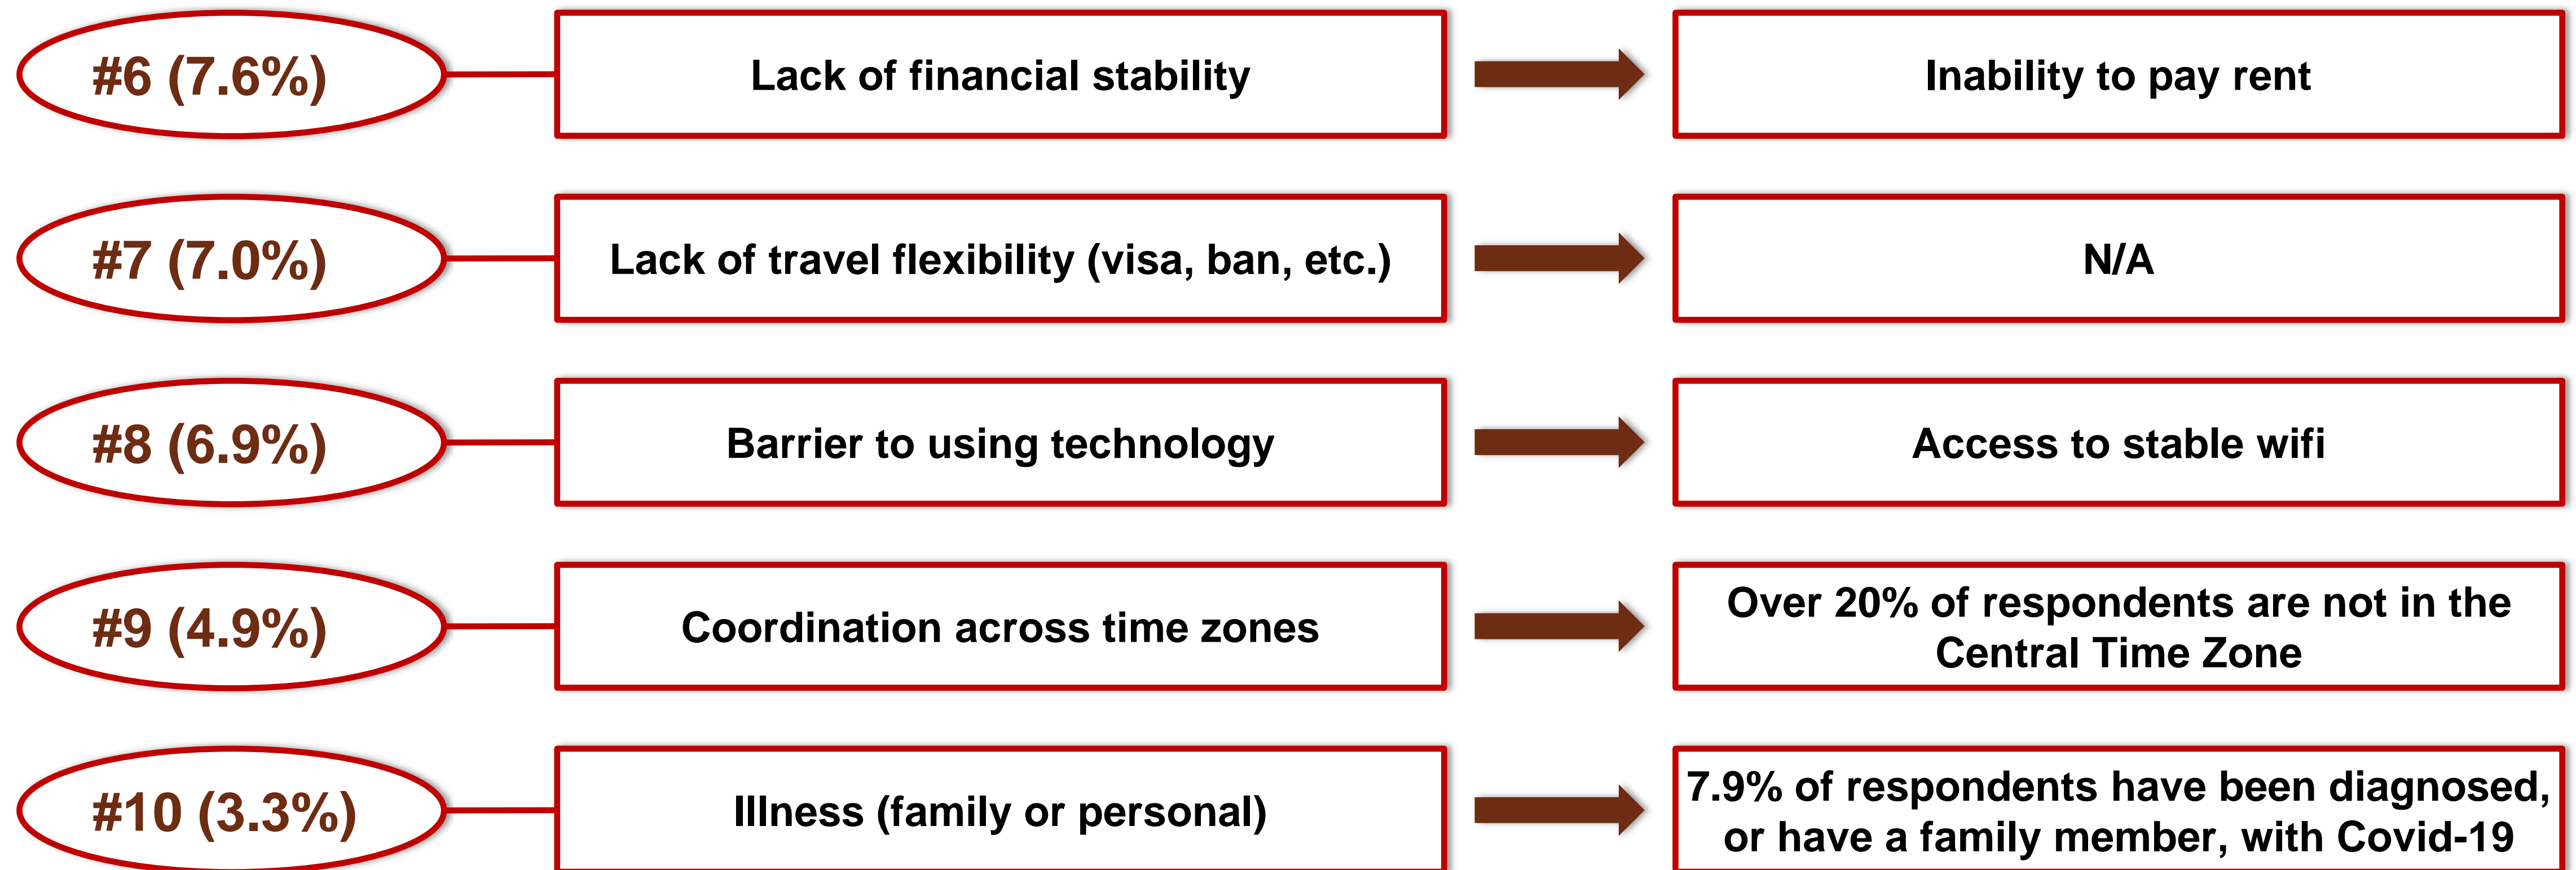 #6 (7.6%)
Lack of financial stability
Inability to pay rent
#7 (7.0%)
Lack of travel flexibility (visa, ban, etc.)
N/A
#8 (6.9%)
Barrier to using technology
Access to stable wifi
#9 (4.9%)
Coordination across time zones
Over 20% of respondents are not in the
Central Time Zone
#10 (3.3%)
Illness (family or personal)
7.9% of respondents have been diagnosed,
or have a family member, with Covid-19